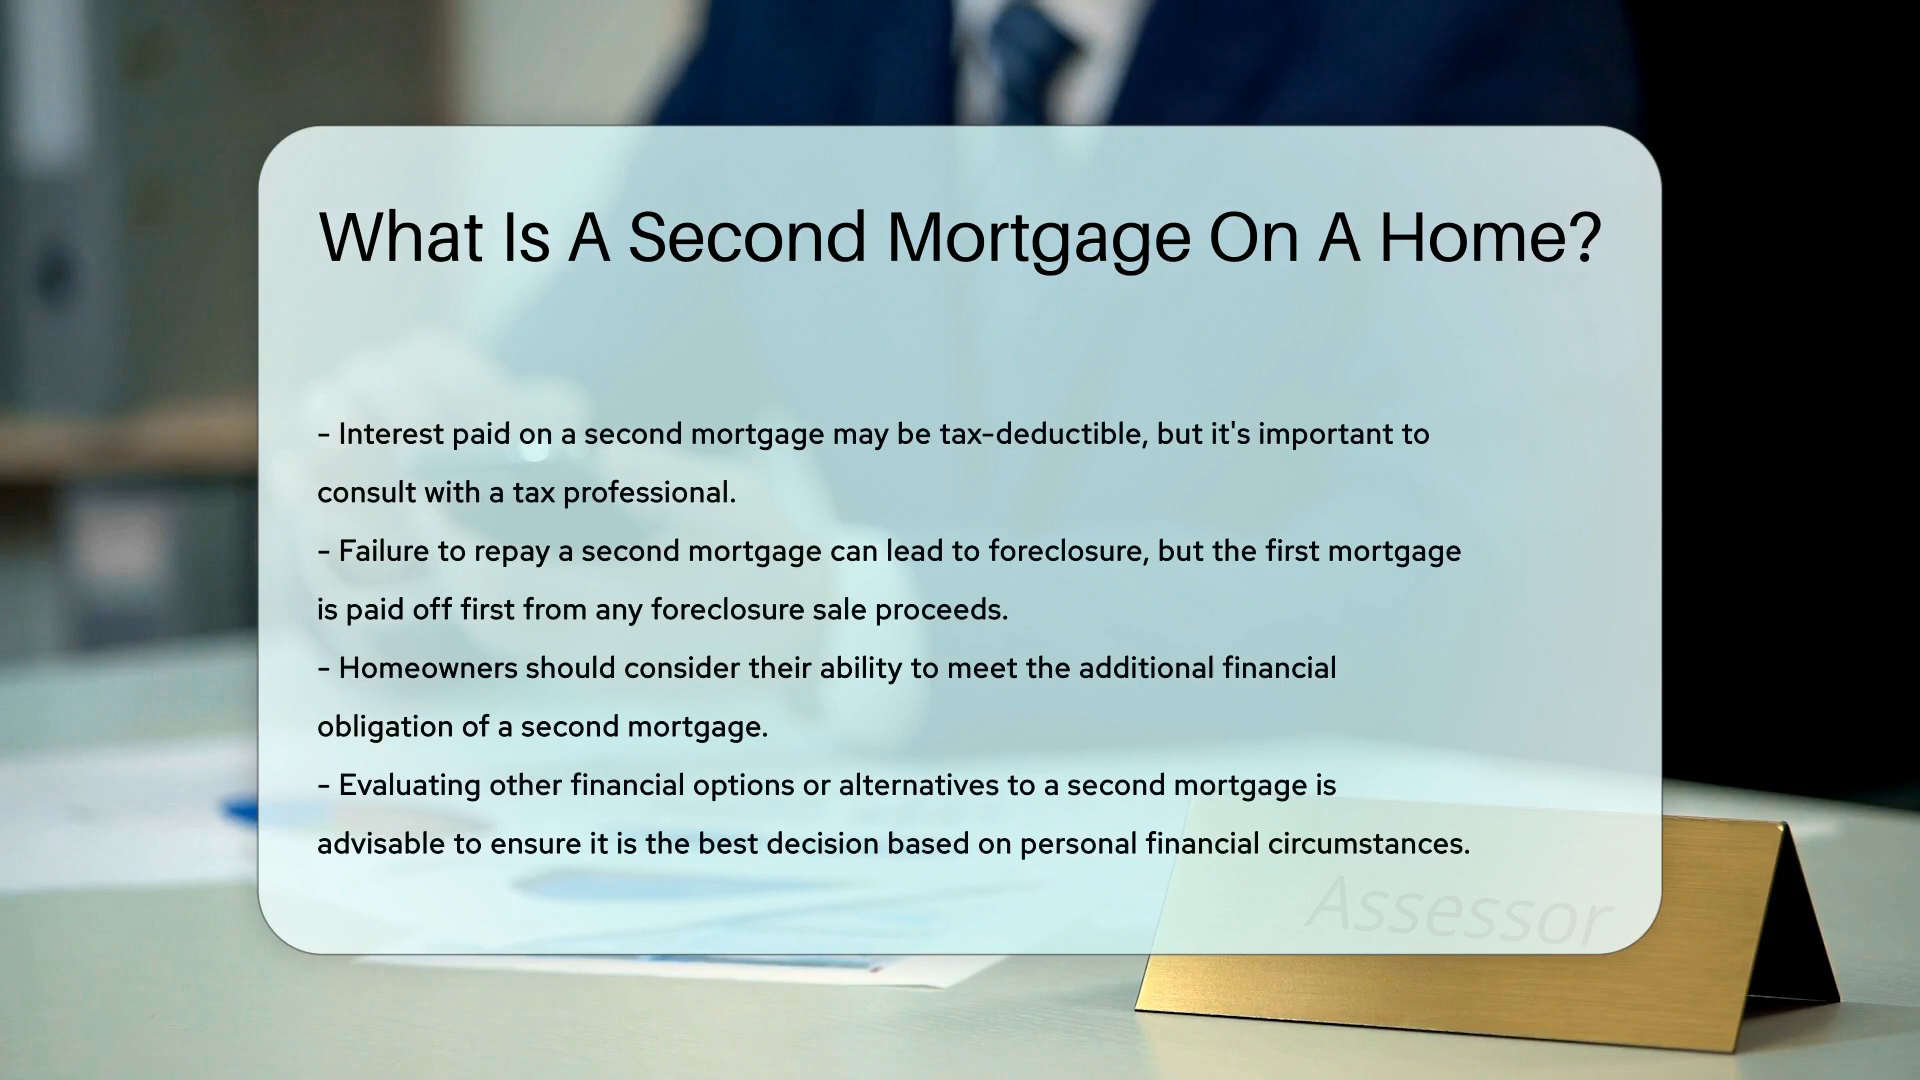 What Is A Second Mortgage On A Home?
- Interest paid on a second mortgage may be tax-deductible, but it's important to
consult with a tax professional.
- Failure to repay a second mortgage can lead to foreclosure, but the first mortgage
is paid off first from any foreclosure sale proceeds.
- Homeowners should consider their ability to meet the additional financial
obligation of a second mortgage.
- Evaluating other financial options or alternatives to a second mortgage is
advisable to ensure it is the best decision based on personal financial circumstances.
Assessor